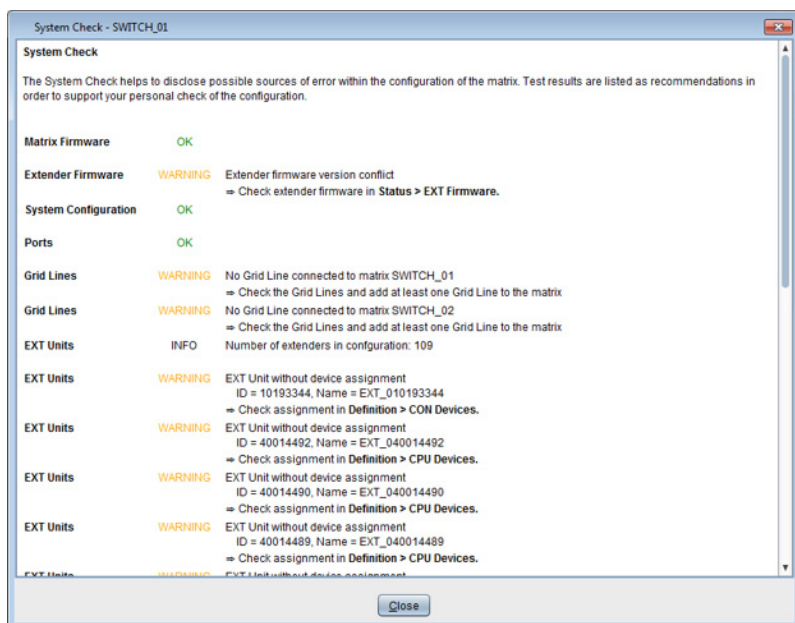 System Check - SWITCH_01
System Check
The System Check helps to disclose possible sources of error within the configuration of the matrix. Test results are listed as recommendations in
order to support your personal check of the configuration.
Matrix Firmware OK
Extender Firmware WARNING Extender firmware version conflict
⇒ Check extender firmware in Status > EXT Firmware.
System Configuration OK
Ports OK
Grid Lines WARNING No Grid Line connected to matrix SWITCH_01
⇒ Check the Grid Lines and add at least one Grid Line to the matrix
Grid Lines WARNING No Grid Line connected to matrix SWITCH_02
⇒ Check the Grid Lines and add at least one Grid Line to the matrix
EXT Units INFO Number of extenders in confguration: 109
EXT Units WARNING EXT Unit without device assignment
ID = 10193344, Name = EXT_010193344
⇒ Check assignment in Definition > CON Devices.
EXT Units WARNING EXT Unit without device assignment
ID = 40014492, Name = EXT_040014492
⇒ Check assignment in Definition > CPU Devices.
EXT Units WARNING EXT Unit without device assignment
ID = 40014490, Name = EXT_040014490
⇒ Check assignment in Definition > CPU Devices.
EXT Units WARNING EXT Unit without device assignment
ID = 40014489, Name = EXT_040014489
⇒ Check assignment in Definition > CPU Devices.
EXT Units WARNING EXT Unit without device assignment
Close